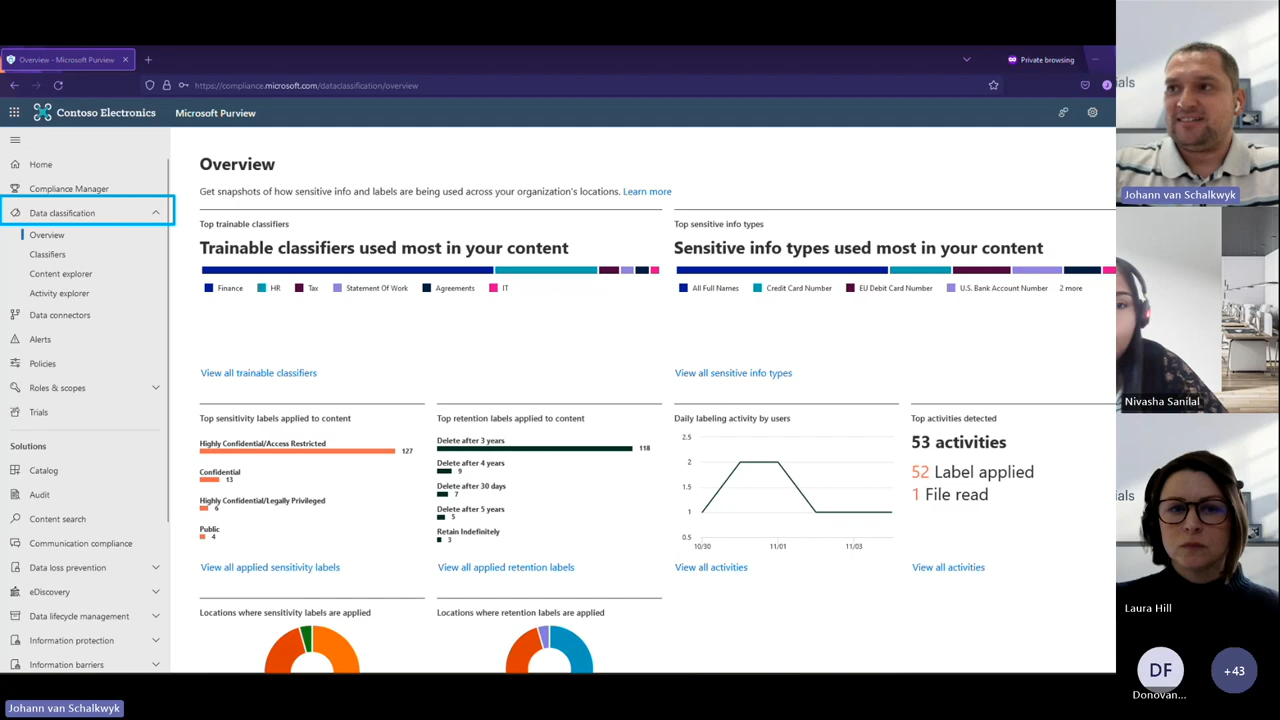 Overview - Microsoft Purview
Private browsing
https://compliance.microsoft.com/dataclassification/overview
Contoso Electronics
Microsoft Purview
Home
Compliance Manager
Data classification
Overview
Classifiers
Content explorer
Activity explorer
Data connectors
Alerts
Policies
Roles & scopes
Trials
Solutions
Catalog
Audit
Content search
Communication compliance
Data loss prevention
eDiscovery
Data lifecycle management
Information protection
Information barriers
Overview
Get snapshots of how sensitive info and labels are being used across your organization's locations. Learn more
Top trainable classifiers
Trainable classifiers used most in your content
Finance HR Tax Statement Of Work Agreements IT
View all trainable classifiers
Top sensitive info types
Sensitive info types used most in your content
All Full Names Credit Card Number EU Debit Card Number U.S. Bank Account Number 2 more
View all sensitive info types
Top sensitivity labels applied to content
Highly Confidential/Access Restricted
127
Confidential
13
Highly Confidential/Legally Privileged
6
Public
4
View all applied sensitivity labels
Top retention labels applied to content
Delete after 3 years
118
Delete after 4 years
9
Delete after 30 days
7
Delete after 5 years
5
Retain Indefinitely
3
View all applied retention labels
Daily labeling activity by users
2.5
2
1.5
1
0.5
10/30 11/01 11/03
View all activities
Top activities detected
53 activities
52 Label applied
1 File read
View all activities
Locations where sensitivity labels are applied
Locations where retention labels are applied
ials
Johann van Schalkwyk
Nivasha Sanilal
ials
Laura Hill
DF
Donovan...
+43
Johann van Schalkwyk